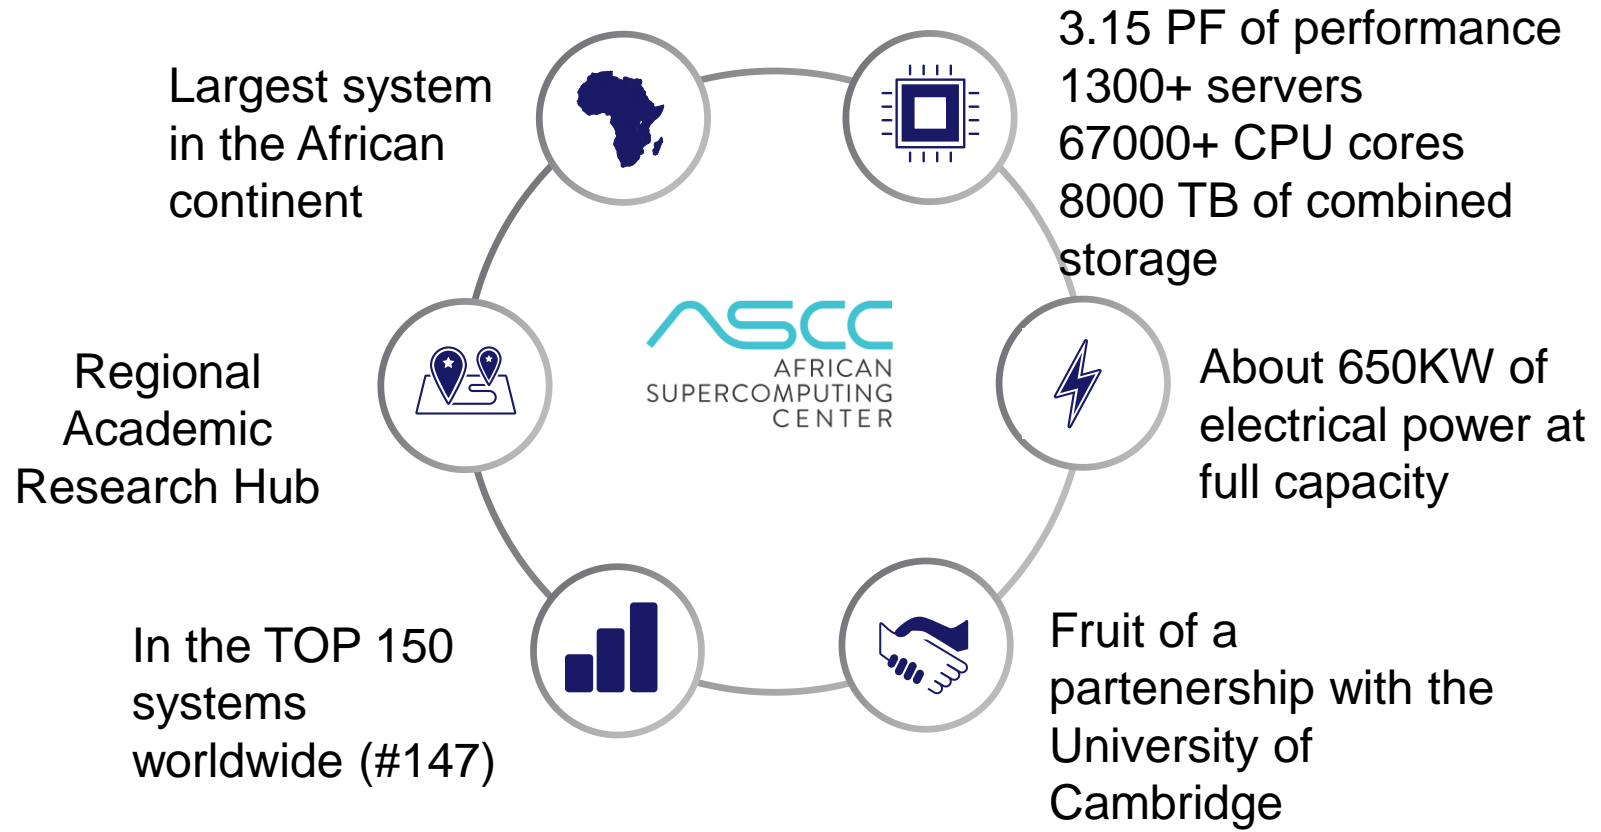 Largest system
in the African
continent
3.15 PF of performance
1300+ servers
67000+ CPU cores
8000 TB of combined
storage
Regional
Academic
Research Hub
ASCC
AFRICAN
SUPERCOMPUTING
CENTER
About 650KW of
electrical power at
full capacity
In the TOP 150
systems
worldwide (#147)
Fruit of a
partenership with the
University of
Cambridge